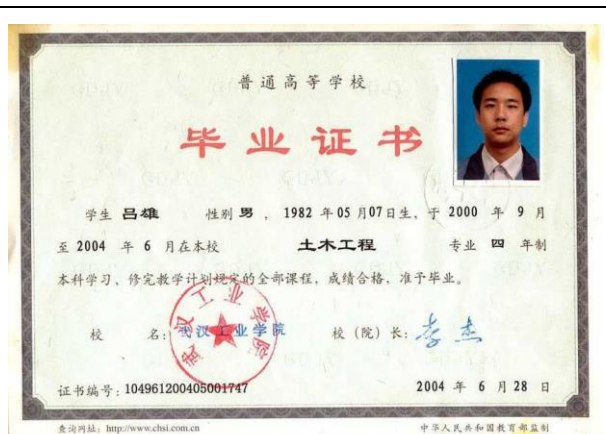 普通高等学校
毕业证书
学生 吕雄 性别 男 ， 1982 年 05 月 07 日生，于 2000 年 9 月
至 2004 年 6 月在本校 土木工程 专业 四 年制
本科学习，修完教学计划规定的全部课程，成绩合格，准予毕业。
校 名：武汉工业学院 校（院）长：李杰
武汉工业学院
证书编号：104961200405001747 2004 年 6 月 28 日
查询网址：http://www.chsi.com.cn 中华人民共和国教育部监制